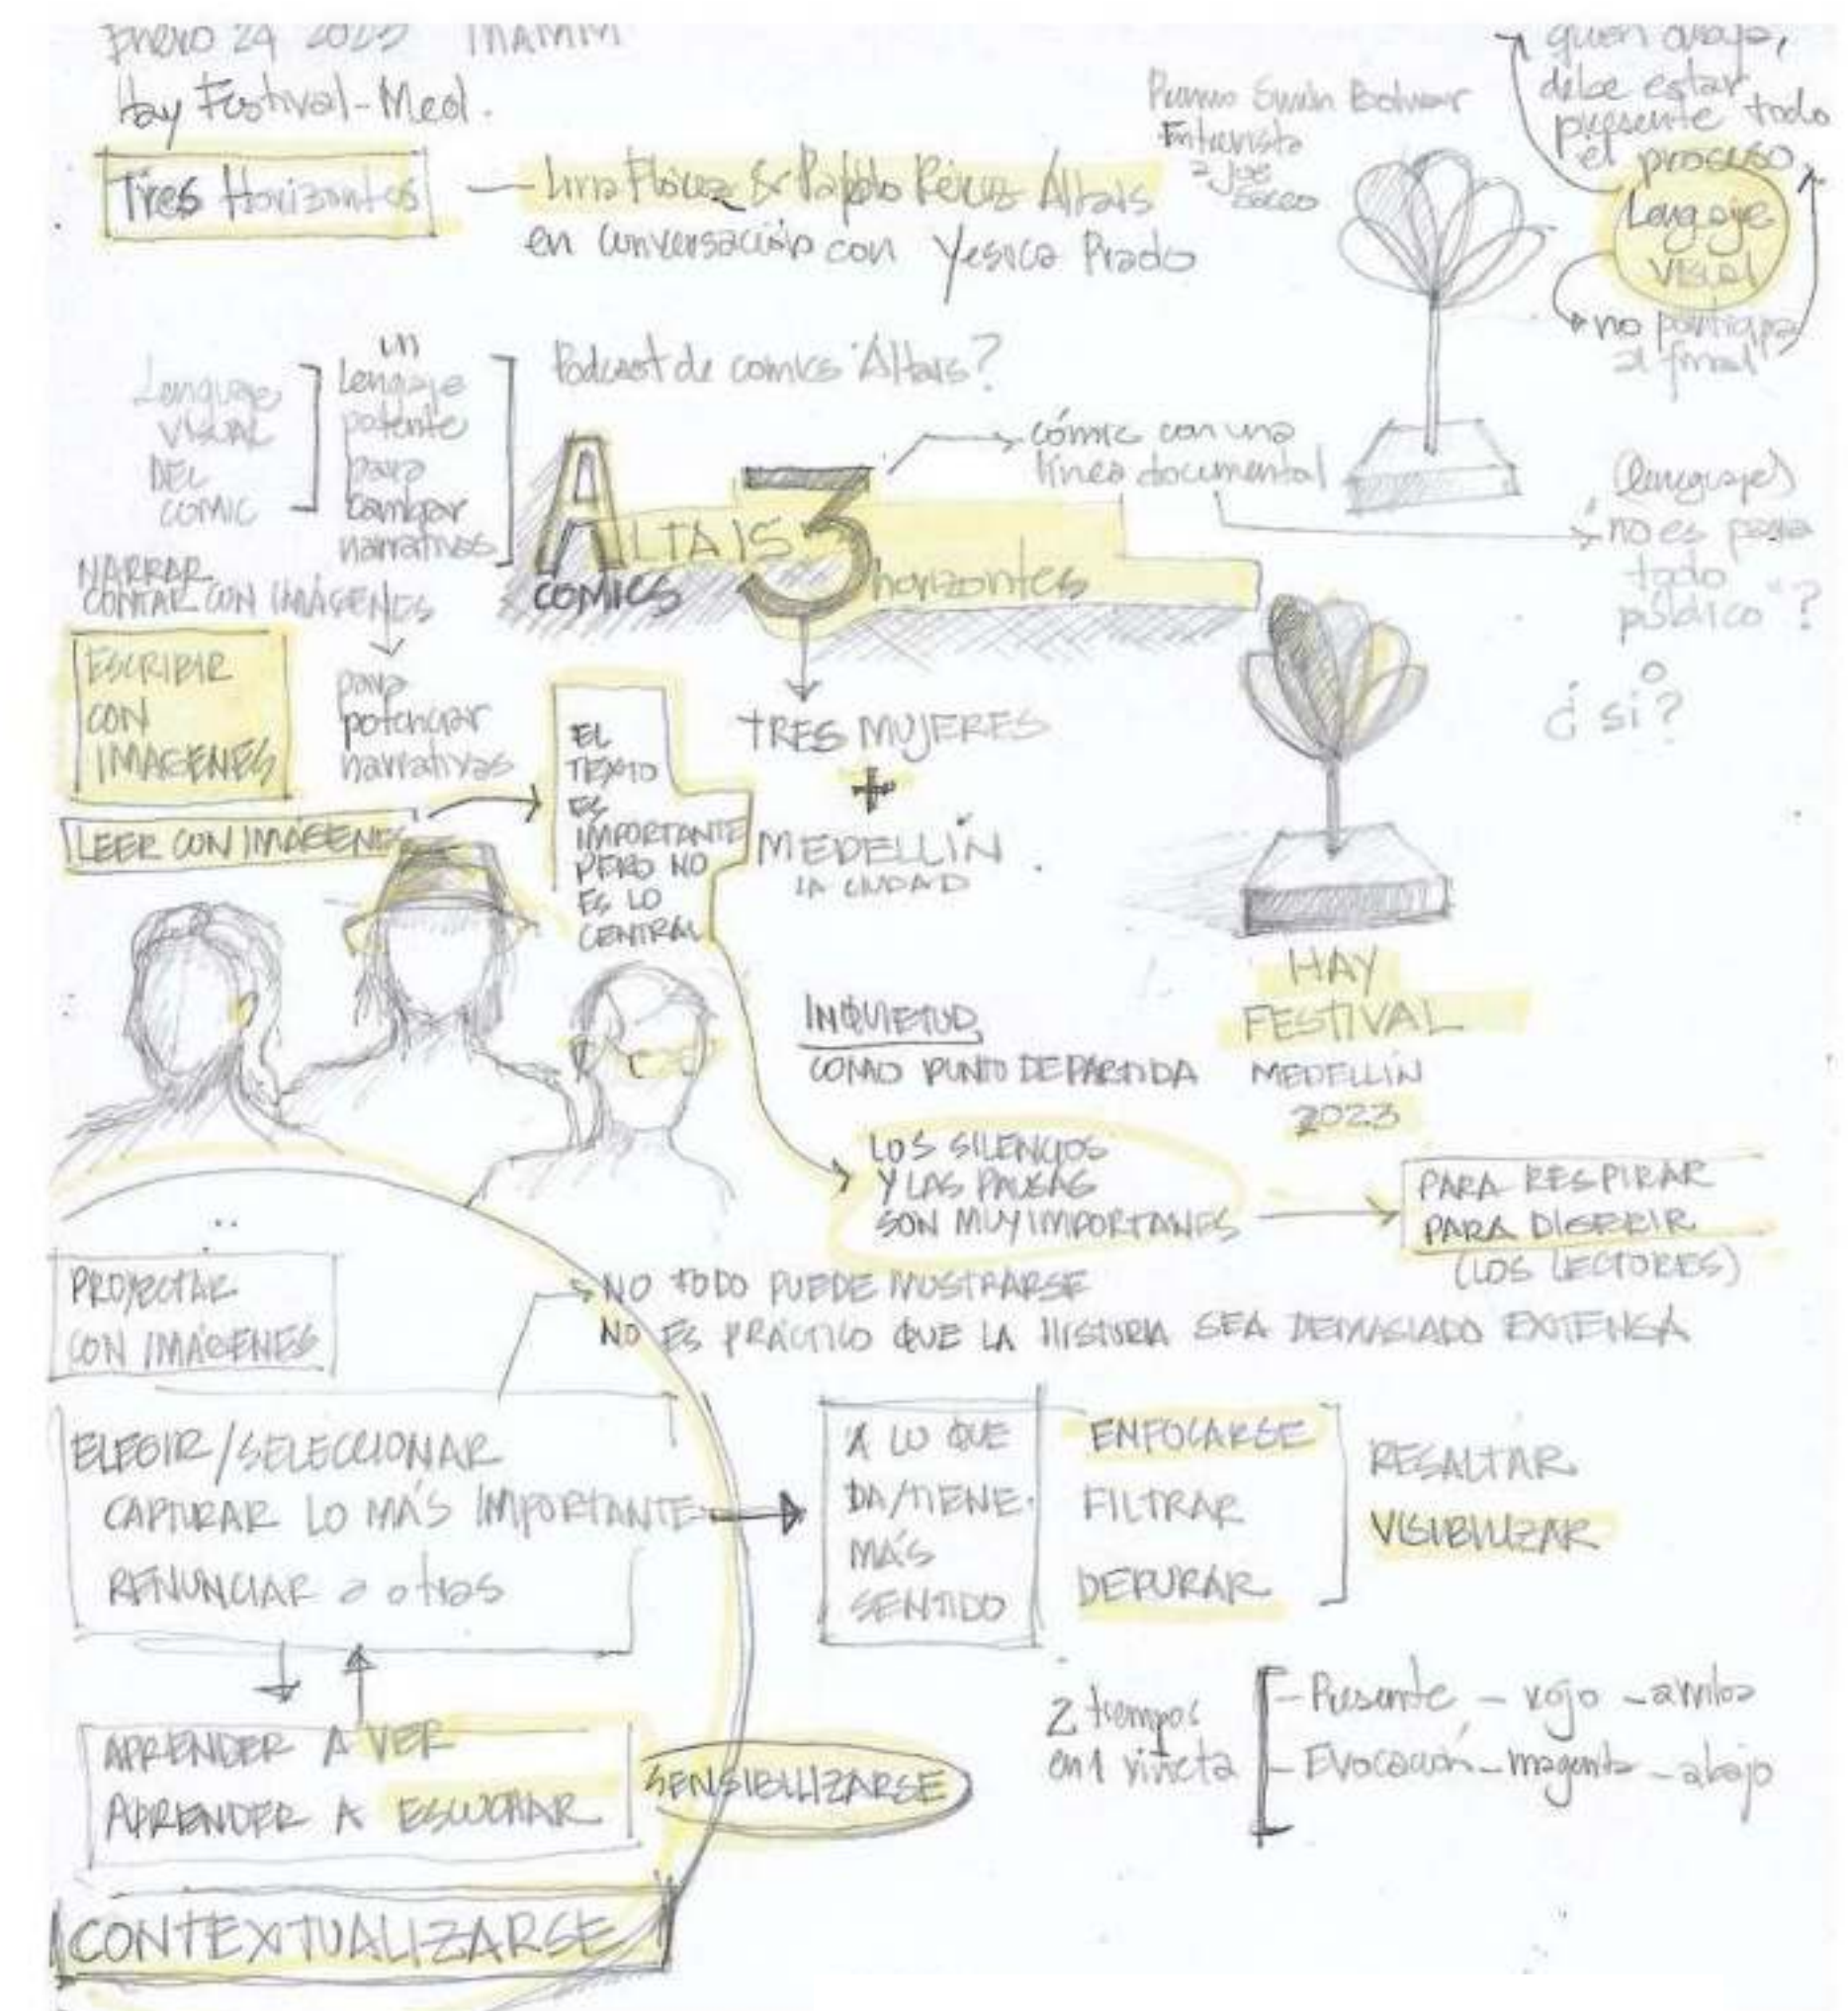 Enero 24 2023 MAMM
Hay Festival-Med.
Tres Horizontes
Lina Flórez & Pablo Pérez Altais
en conversación con Yesica Prado
Premio Simón Bolívar
Entrevista
a Joe
Sacco
quien
debe estar
presente todo
el proceso
Lenguaje
visual
no participa
al final
Lenguaje
VISUAL
DEL
COMIC
un
Lenguaje
potente
para
cambiar
narrativas
para
potenciar
narrativas
Podcast de comics Altais?
ALTAIS 3
COMICS
horizontes
cómic con una
línea documental
(lenguaje)
"no es para
todo
público"?
¿ si o ?
NARRAR
CONTAR CON IMÁGENES
ESCRIBIR
CON
IMAGENES
LEER CON IMÁGENES
EL
TEXTO
ES
IMPORTANTE
PERO NO
ES LO
CENTRAL
TRES MUJERES
+
MEDELLÍN
LA CIUDAD
INQUIETUD
COMO PUNTO DE PARTIDA
HAY
FESTIVAL
MEDELLÍN
2023
LOS SILENCIOS
Y LAS PAUSAS
SON MUY IMPORTANES
PARA RESPIRAR
PARA DIGERIR
(LOS LECTORES)
PROYECTAR
CON IMÁGENES
NO TODO PUEDE MUSTRARSE
NO ES PRÁCTICO QUE LA HISTORIA SEA DEMASIADO EXTENSA
ELEGIR/SELECCIONAR
CAPTURAR LO MÁS IMPORTANTE
RENUNCIAR a otras
A LO QUE
DA/TIENE
MÁS
SENTIDO
ENFOCARSE
FILTRAR
DEPURAR
RESALTAR
VISIBILIZAR
APRENDER A VER
APRENDER A ESCUCHAR
SENSIBILIZARSE
2 tiempos
en 1 viñeta
- Presente - rojo - arriba
- Evocación - magenta - abajo
CONTEXTUALIZARSE